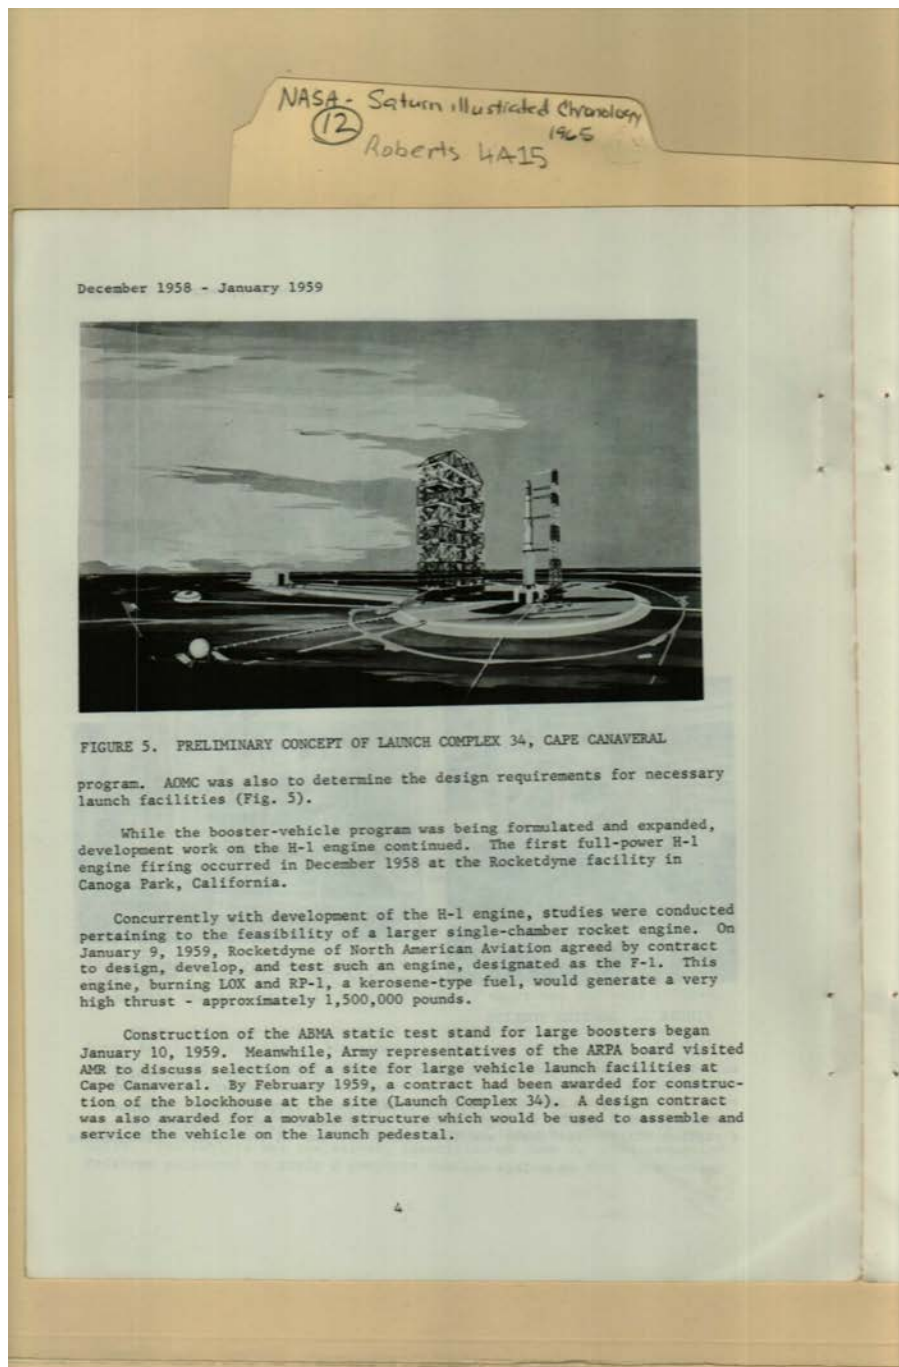 NASA - Saturn illustrated Chronology
12
1965
Roberts 4A15
December 1958 - January 1959
FIGURE 5. PRELIMINARY CONCEPT OF LAUNCH COMPLEX 34, CAPE CANAVERAL
program. AOMC was also to determine the design requirements for necessary
launch facilities (Fig. 5).
While the booster-vehicle program was being formulated and expanded,
development work on the H-1 engine continued. The first full-power H-1
engine firing occurred in December 1958 at the Rocketdyne facility in
Canoga Park, California.
Concurrently with development of the H-1 engine, studies were conducted
pertaining to the feasibility of a larger single-chamber rocket engine. On
January 9, 1959, Rocketdyne of North American Aviation agreed by contract
to design, develop, and test such an engine, designated as the F-1. This
engine, burning LOX and RP-1, a kerosene-type fuel, would generate a very
high thrust - approximately 1,500,000 pounds.
Construction of the ABMA static test stand for large boosters began
January 10, 1959. Meanwhile, Army representatives of the ARPA board visited
AMR to discuss selection of a site for large vehicle launch facilities at
Cape Canaveral. By February 1959, a contract had been awarded for construc-
tion of the blockhouse at the site (Launch Complex 34). A design contract
was also awarded for a movable structure which would be used to assemble and
service the vehicle on the launch pedestal.
4